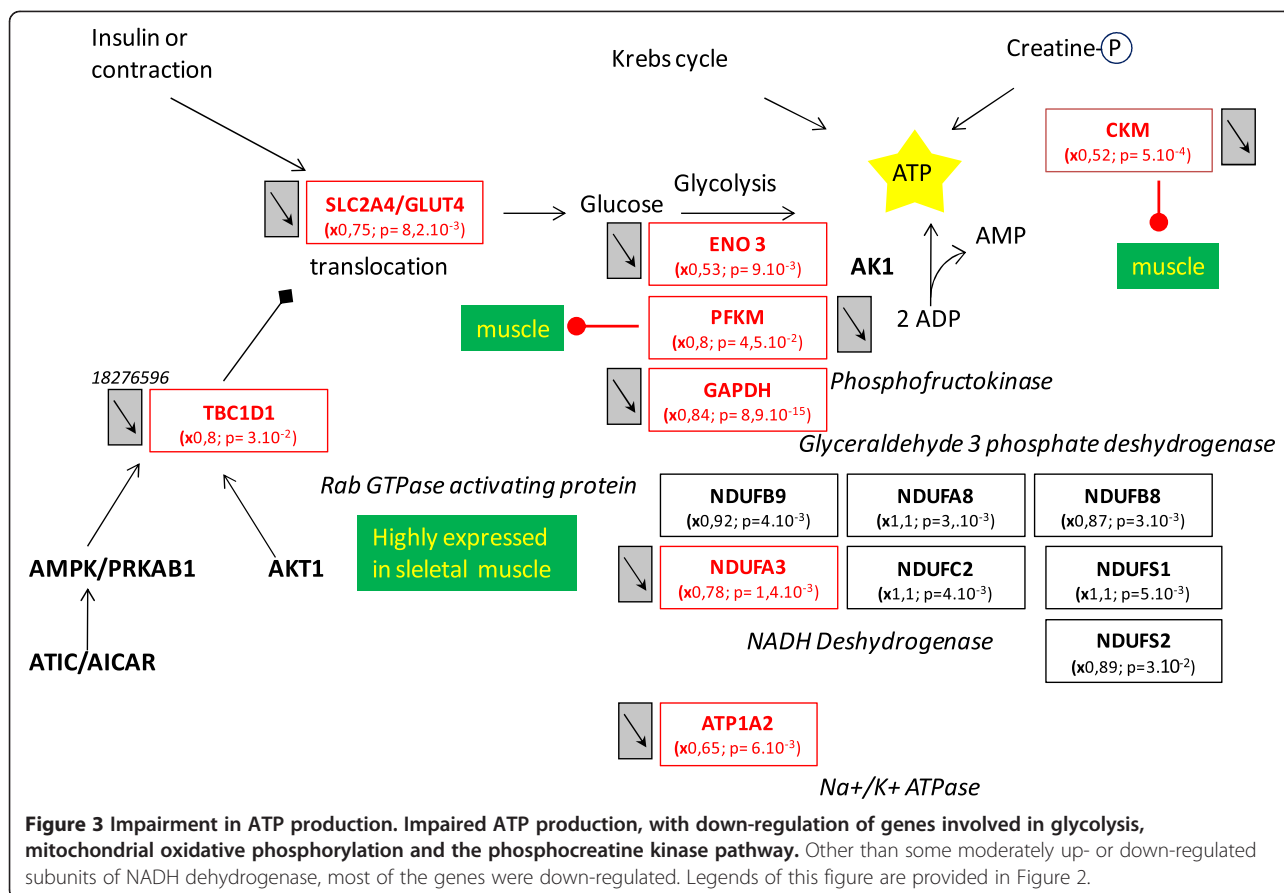 Insulin or
contraction
Krebs cycle
Creatine-P
CKM
(x0,52; p= 5.10-4)
ATP
SLC2A4/GLUT4
(x0,75; p= 8,2.10-3)
translocation
Glucose
Glycolysis
ENO 3
(x0,53; p= 9.10-3)
AK1
AMP
muscle
muscle
PFKM
(x0,8; p= 4,5.10-2)
2 ADP
Phosphofructokinase
GAPDH
(x0,84; p= 8,9.10-15)
18276596
TBC1D1
(x0,8; p= 3.10-2)
Glyceraldehyde 3 phosphate deshydrogenase
Rab GTPase activating protein
NDUFB9
(x0,92; p=4.10-3)
NDUFA8
(x1,1; p=3,.10-3)
NDUFB8
(x0,87; p=3.10-3)
Highly expressed
in sleletal muscle
AMPK/PRKAB1
AKT1
NDUFA3
(x0,78; p= 1,4.10-3)
NDUFC2
(x1,1; p=4.10-3)
NDUFS1
(x1,1; p=5.10-3)
NADH Deshydrogenase
NDUFS2
(x0,89; p=3.10-2)
ATIC/AICAR
ATP1A2
(x0,65; p= 6.10-3)
Na+/K+ ATPase
Figure 3 Impairment in ATP production. Impaired ATP production, with down-regulation of genes involved in glycolysis,
mitochondrial oxidative phosphorylation and the phosphocreatine kinase pathway. Other than some moderately up- or down-regulated
subunits of NADH dehydrogenase, most of the genes were down-regulated. Legends of this figure are provided in Figure 2.